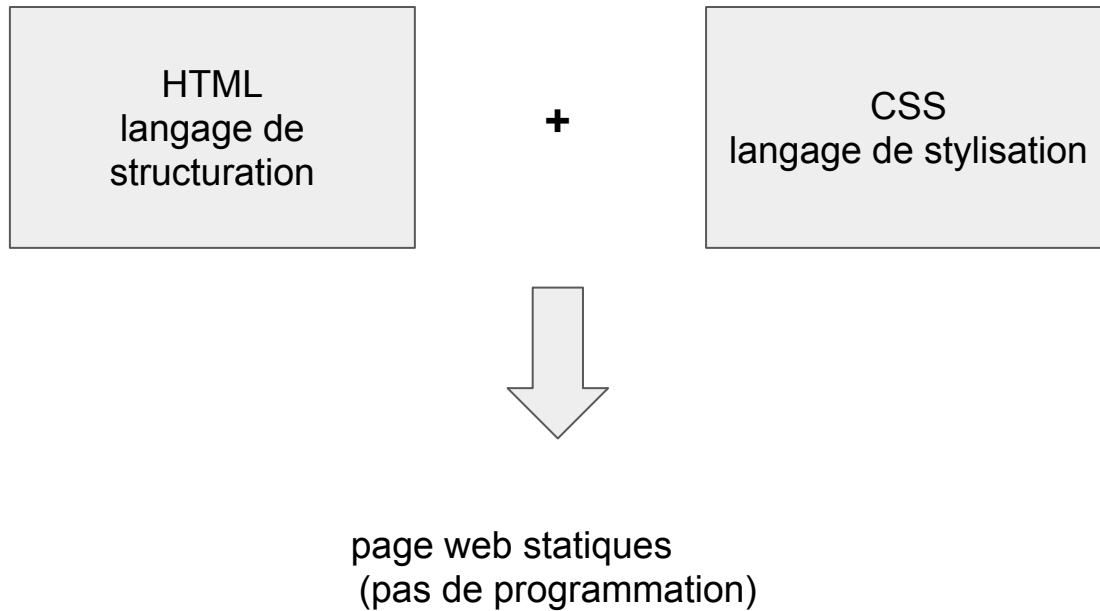 HTML
langage de
structuration
+
CSS
langage de stylisation
page web statiques
(pas de programmation)